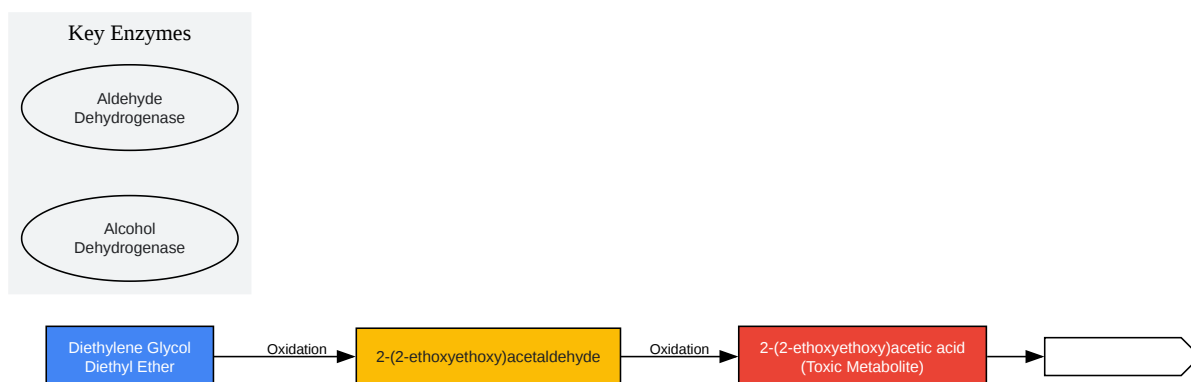 Key Enzymes
Aldehyde
Dehydrogenase
Alcohol
Dehydrogenase
Diethylene Glycol
Diethyl Ether
Oxidation
2-(2-ethoxyethoxy)acetaldehyde
Oxidation
2-(2-ethoxyethoxy)acetic acid
(Toxic Metabolite)